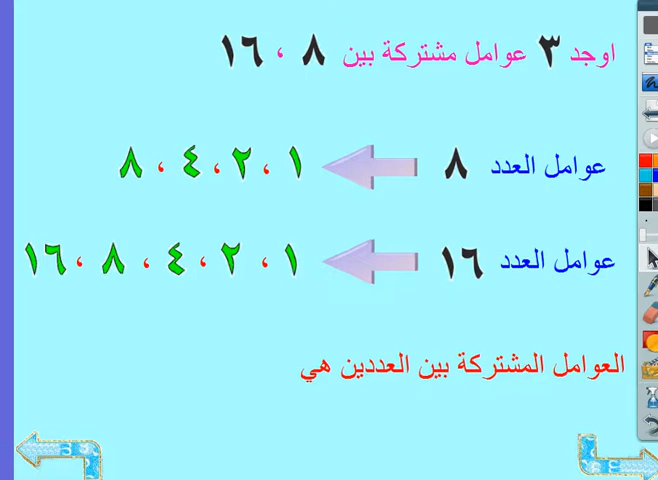 اوجد ٣ عوامل مشتركة بين ٨ ، ١٦
عوامل العدد ٨ ١ ، ٢ ، ٤ ، ٨
عوامل العدد ١٦ ١ ، ٢ ، ٤ ، ٨ ، ١٦
العوامل المشتركة بين العددين هي